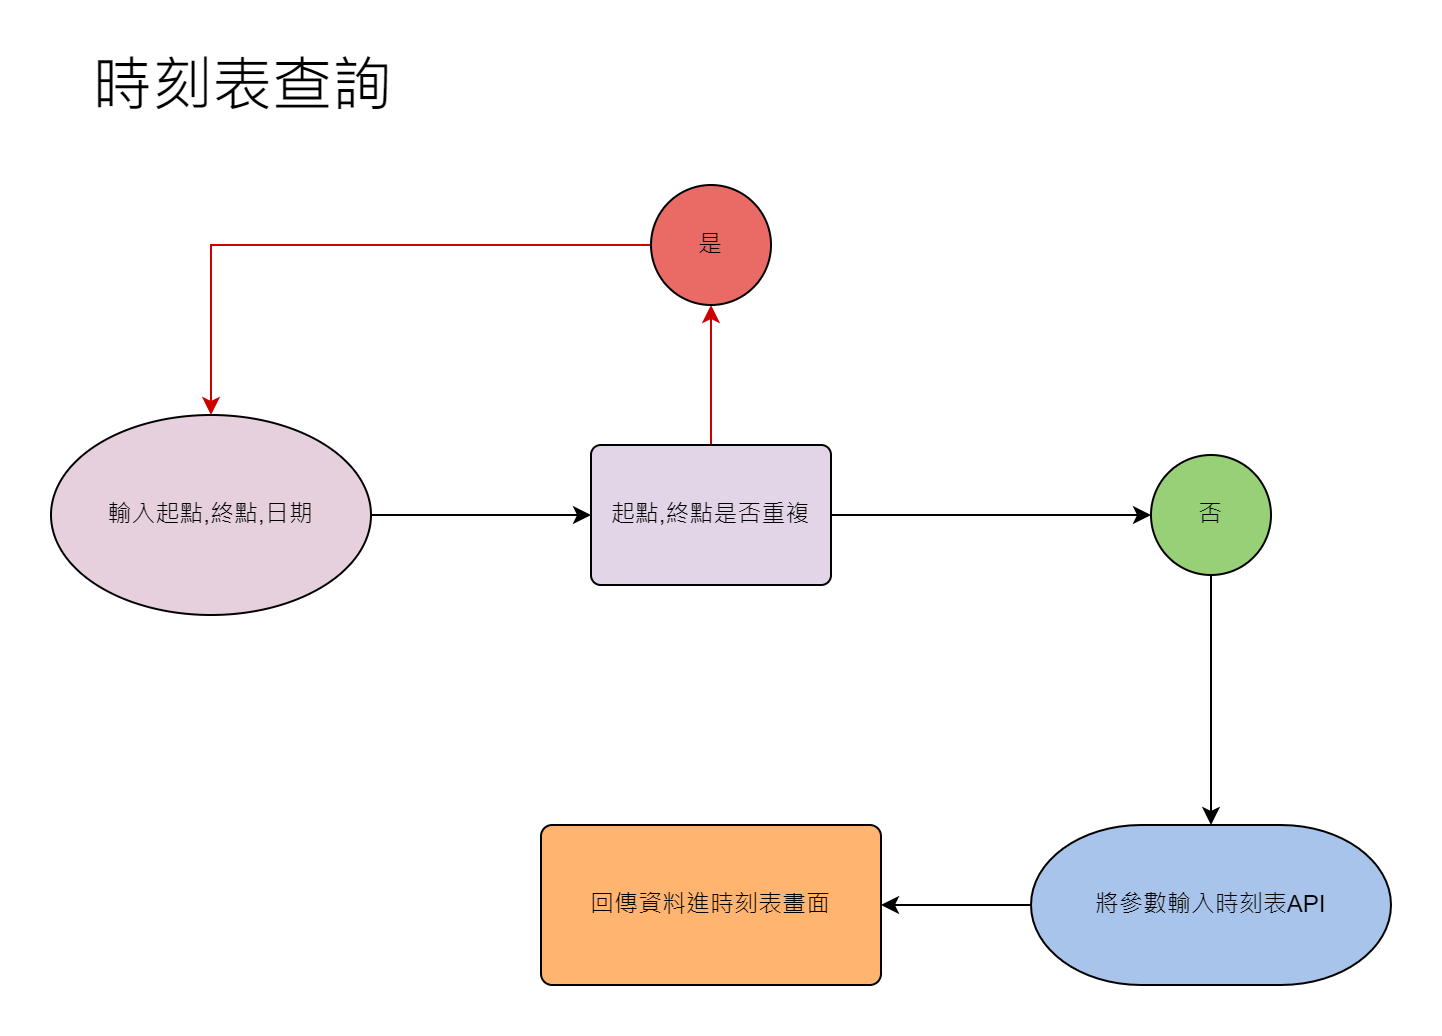 時刻表查詢
是
輸入起點,終點,日期
起點,終點是否重複
否
回傳資料進時刻表畫面
將參數輸入時刻表API